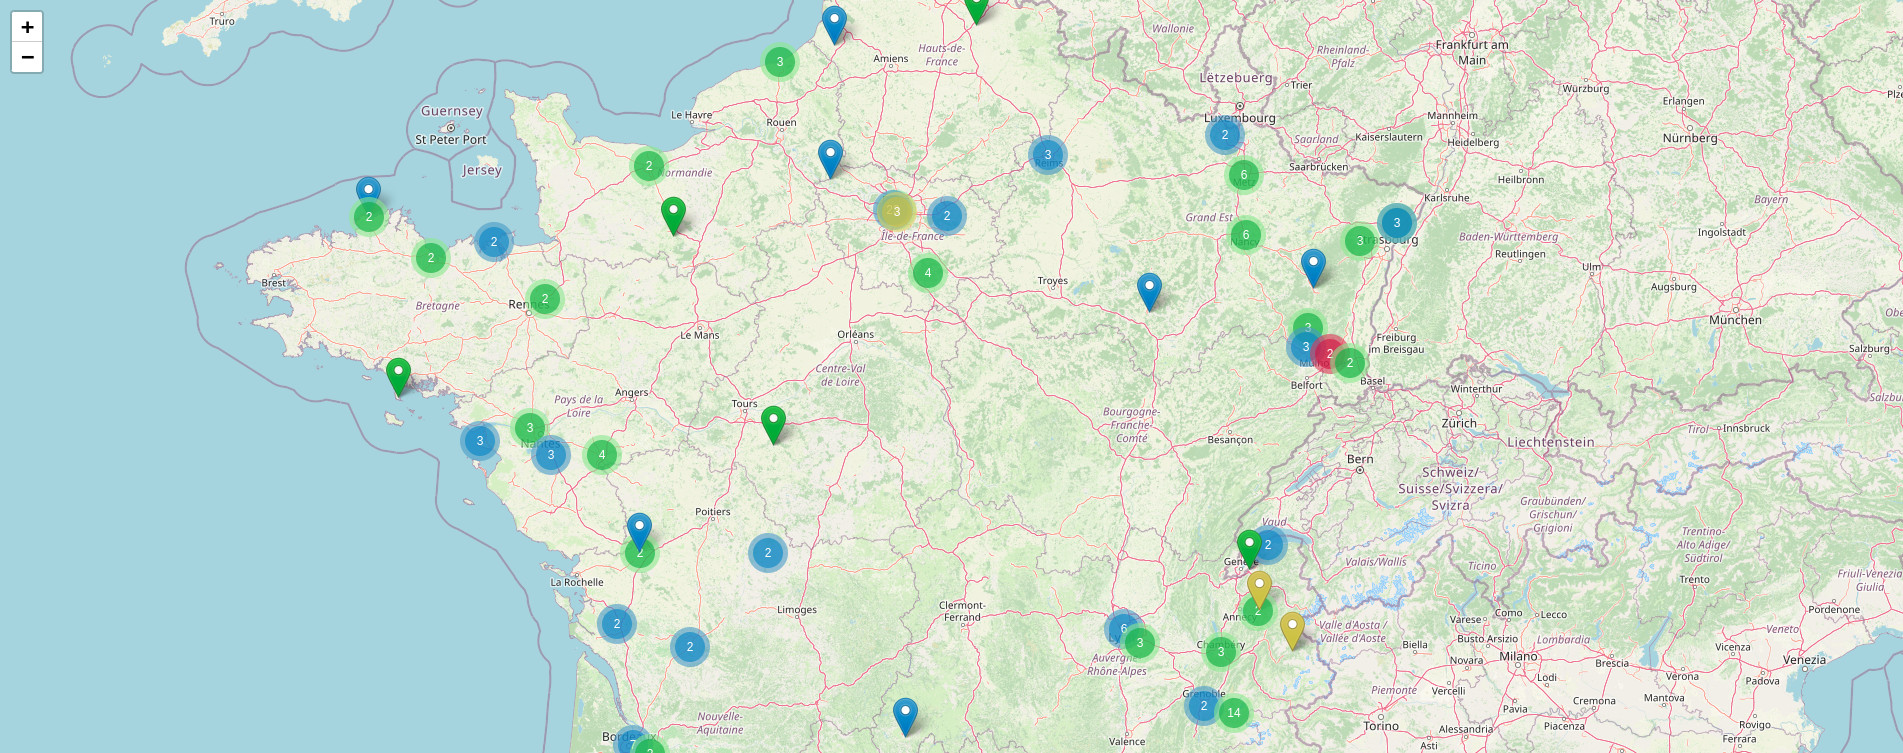 +
−
Truro
3
Amiens
Hauts-de-
France
Wallonie
Rheinland-
Pfalz
Frankfurt am
Main
Lëtzebuerg
Trier
Würzburg
Erlangen
Guernsey
St Peter Port
Le Havre
Rouen
Luxembourg
2
Saarland
Mannheim
Kaiserslautern
Heidelberg
Nürnberg
Jersey
2
Normandie
3
Reims
6
Saarbrücken
Heilbronn
Karlsruhe
Bayern
2
3
2
Île-de-France
Grand Est
6
Nancy
3
3
Strasbourg
Baden-Württemberg
Reutlingen
Ingolstadt
2
2
Brest
Bretagne
Rennes
2
4
Troyes
Ulm
Augsburg
München
Le Mans
Orléans
3
3
2
2
Freiburg
im Breisgau
Salzburg
Belfort
Basel
Winterthur
Centre-Val
de Loire
Angers
Pays de la
Loire
Tours
Bourgogne-
Franche-
Comté
Besançon
Zürich
Liechtenstein
Tirol
Innsbruck
3
3
Nantes
3
4
Bern
Schweiz/
Suisse/Svizzera/
Svizra
Graubünden/
Grischun/
Grigioni
Poitiers
Vaud
2
Genève
Valais/Wallis
Ticino
Trentino-
Alto Adige/
Südtirol
Trento
Friuli-Venezia
Giulia
2
2
La Rochelle
Limoges
Clermont-
Ferrand
2
Annecy
Valle d'Aosta /
Vallée d'Aoste
Como
Lecco
Varese
Busto Arsizio
Lombardia
Pordenone
Veneto
2
2
6
3
Auvergne-
Rhône-Alpes
Chambéry
3
Biella
Novara
Milano
Brescia
Vicenza
Venezia
Verona
Padova
Lodi
Grenoble
2
14
Piemonte
Vercelli
Pavia
Cremona
Mantova
Nouvelle-
Aquitaine
Bordeaux
Valence
Torino
Asti
Alessandria
Piacenza
Rovigo
Ferrara